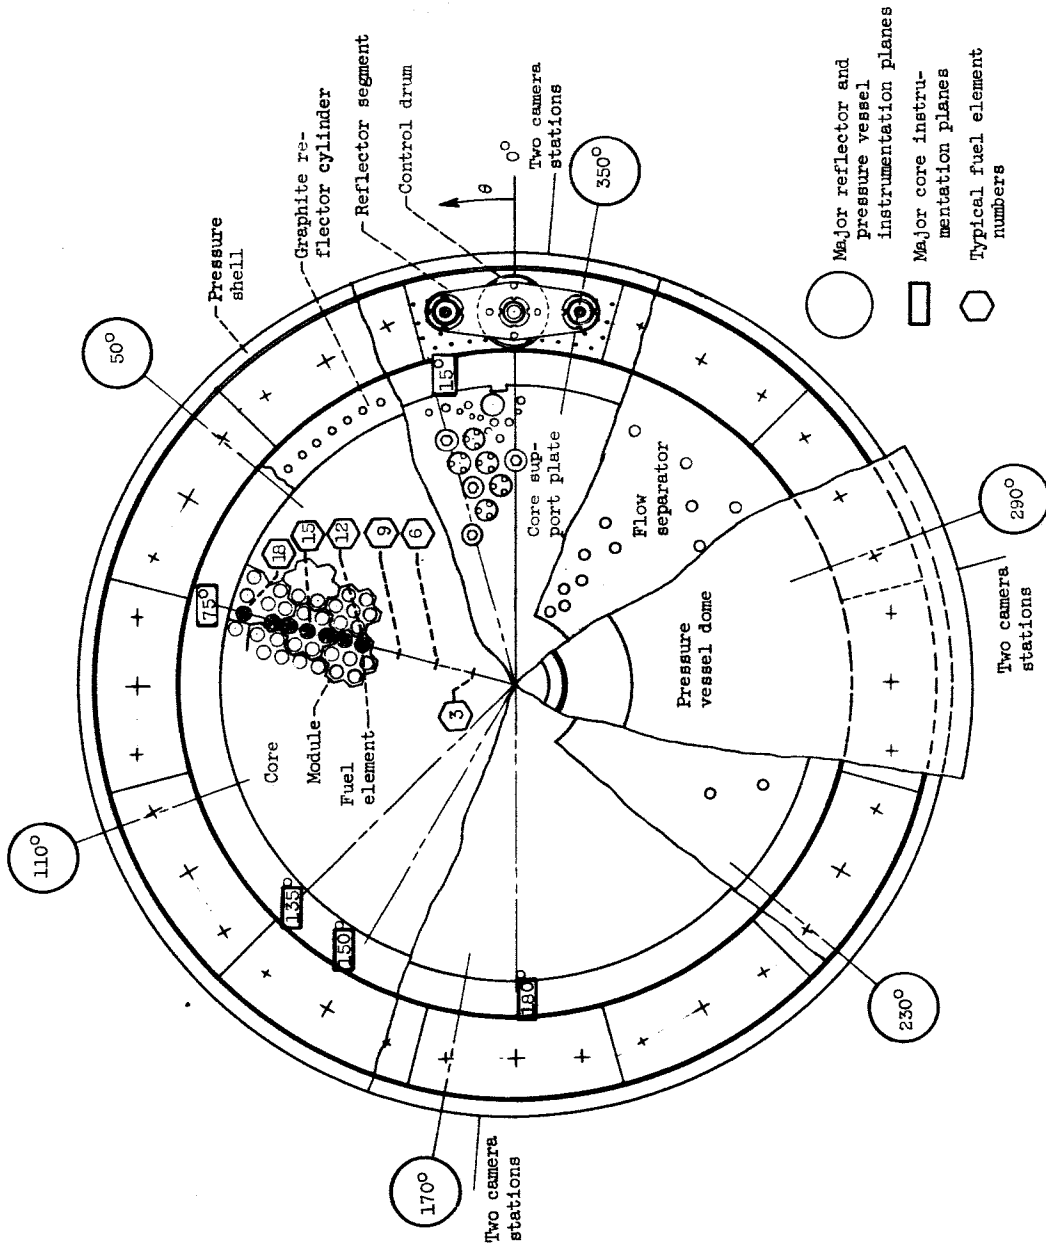 Pressure
shell
Graphite re-
flector cylinder
Reflector segment
Control drum
Two camera
stations
0°
θ
350°
50°
15°
75°
18
15
12
9
6
3
Core
Module
Fuel
element
Core sup-
port plate
Flow
separator
Pressure
vessel dome
110°
135°
150°
180°
170°
Two camera
stations
230°
290°
Two camera
stations
Major reflector and
pressure vessel
instrumentation planes
Major core instru-
mentation planes
Typical fuel element
numbers